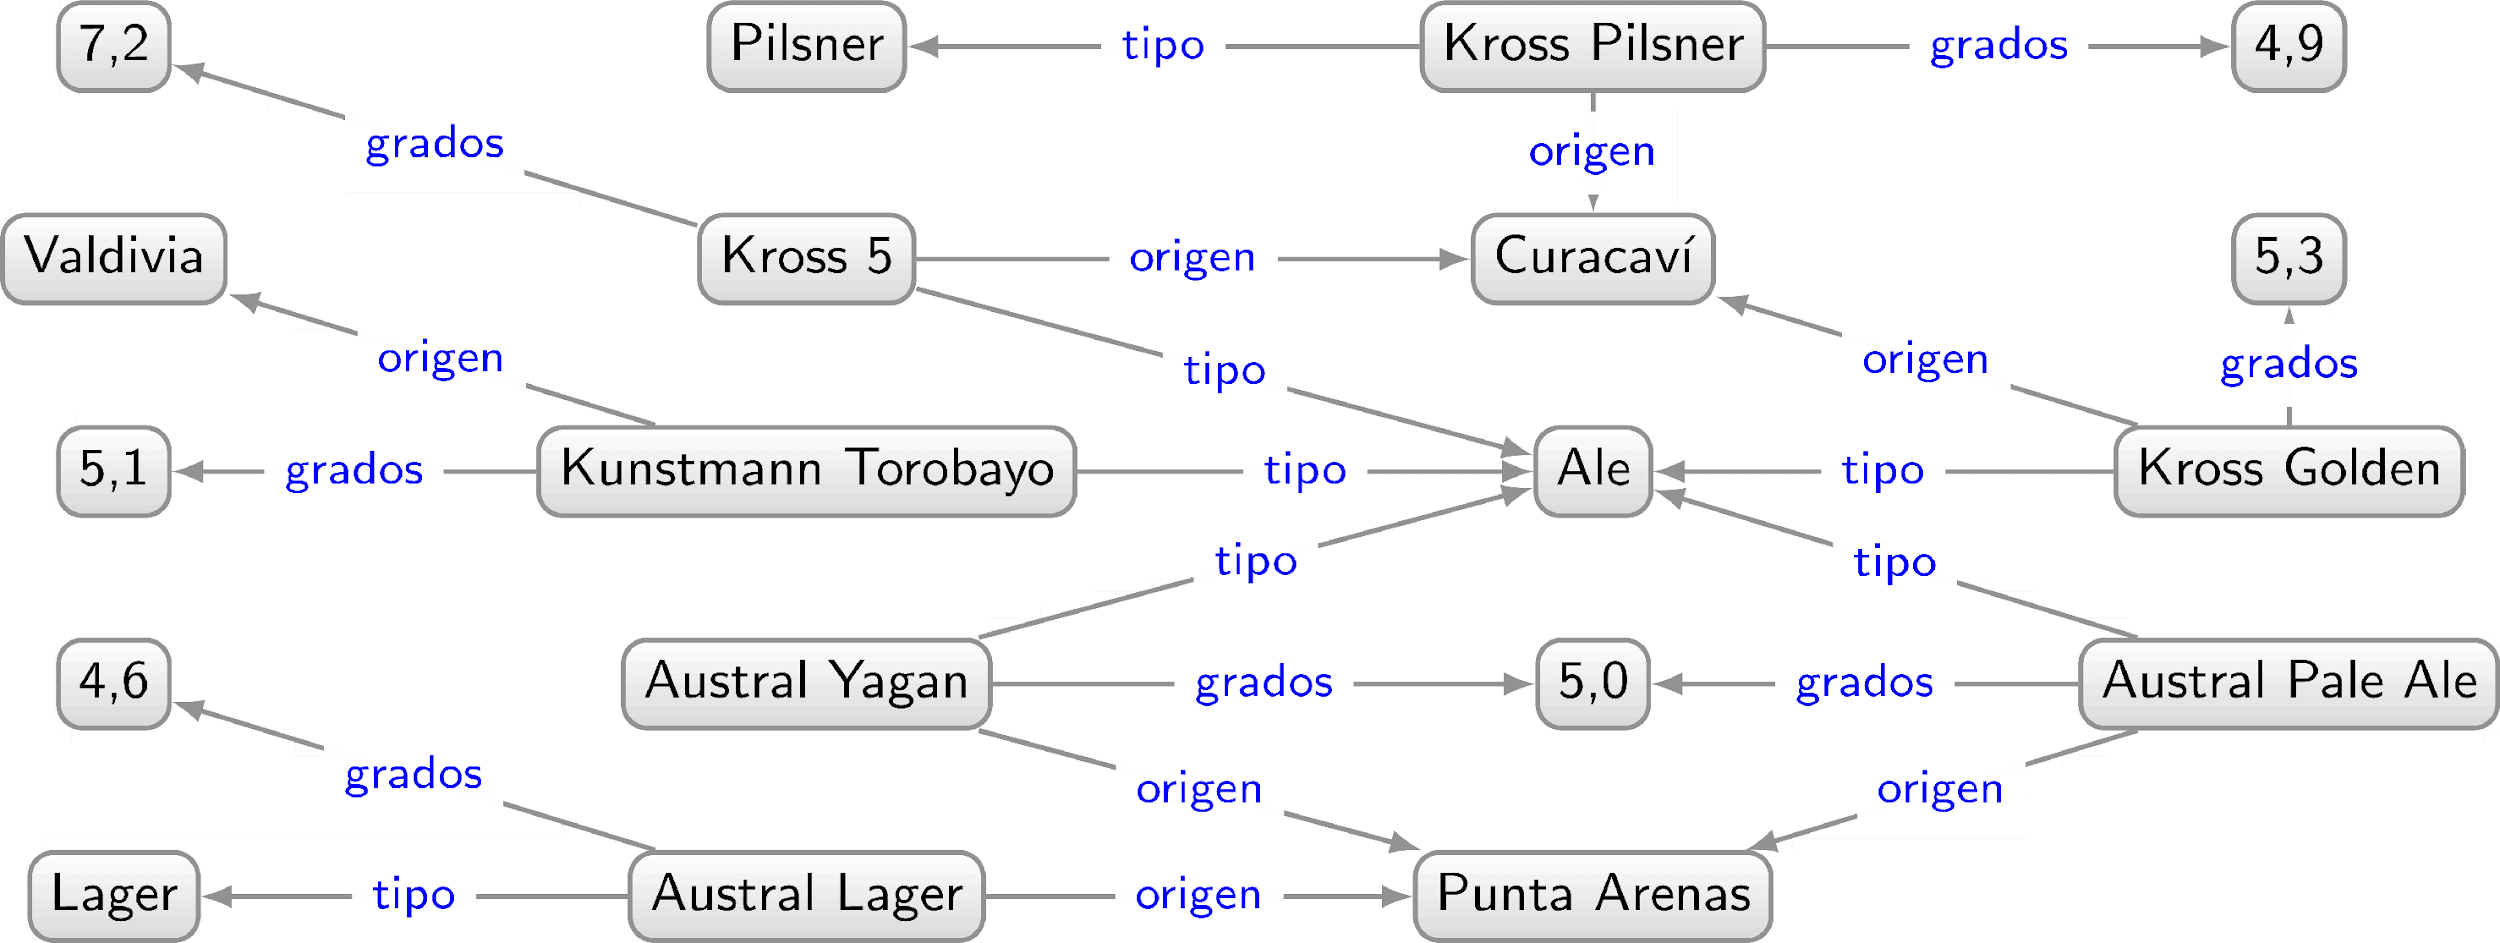 7,2
Pilsner
tipo
Kross Pilsner
grados
4,9
grados
origen
Valdivia
Kross 5
origen
Curacaví
5,3
origen
tipo
origen
grados
5,1
grados
Kunstmann Torobayo
tipo
Ale
tipo
Kross Golden
tipo
tipo
4,6
Austral Yagan
grados
5,0
grados
Austral Pale Ale
grados
origen
origen
Lager
tipo
Austral Lager
origen
Punta Arenas